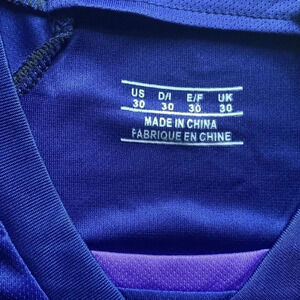 US D/I E/F UK
30 30 30 30
MADE IN CHINA
FABRIQUE EN CHINE